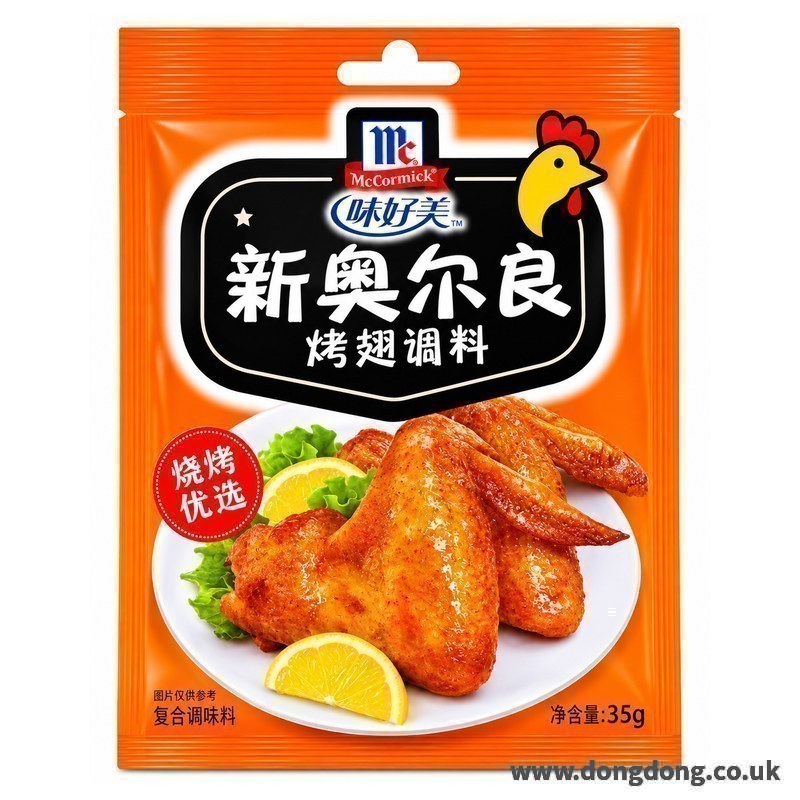 mc
McCormick®
味好美™
新奥尔良
烤翅调料
烧烤
优选
图片仅供参考
复合调味料
净含量:35g
www.dongdong.co.uk